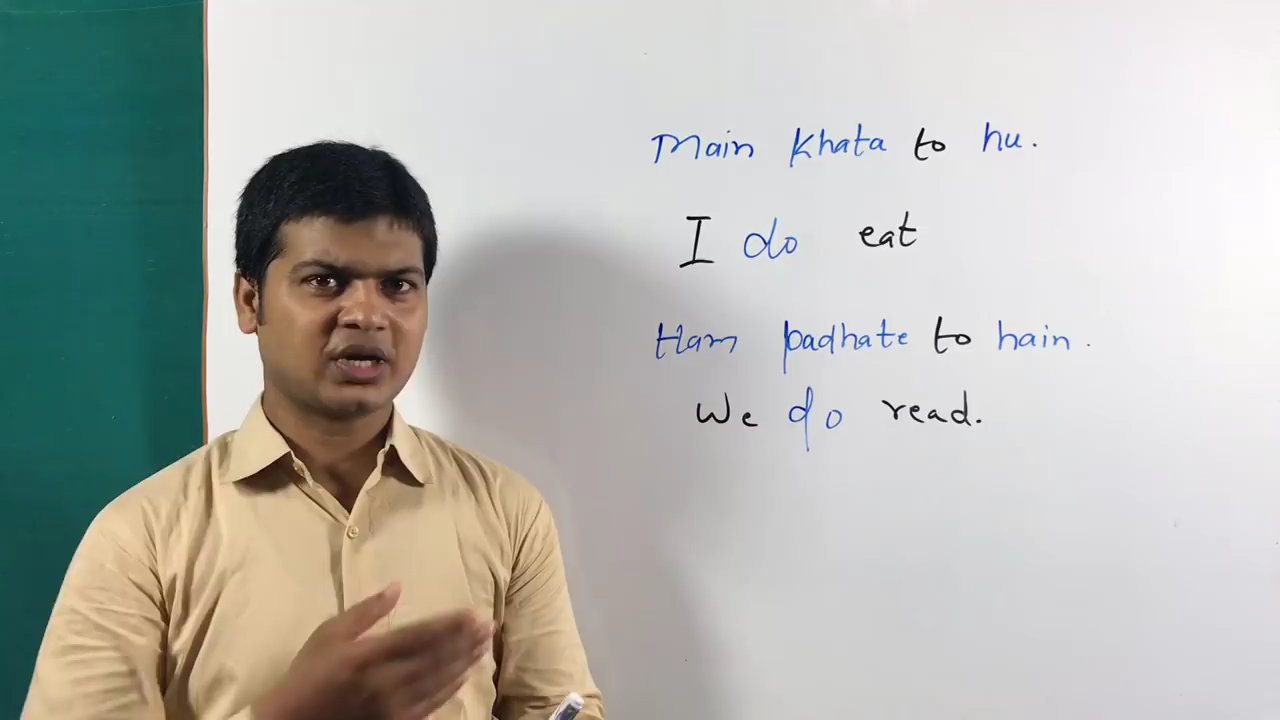 Main Khata to hu.
I do eat
Ham padhate to hain.
We do read.